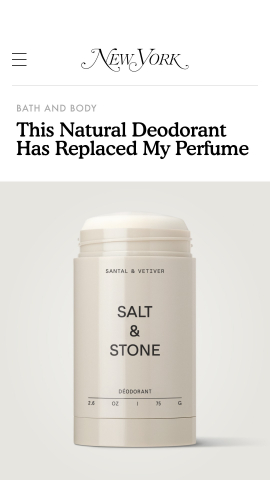 NEW YORK
BATH AND BODY
This Natural Deodorant
Has Replaced My Perfume
SANTAL & VETIVER
SALT
&
STONE
DÉODORANT
2.6 OZ | 75 G